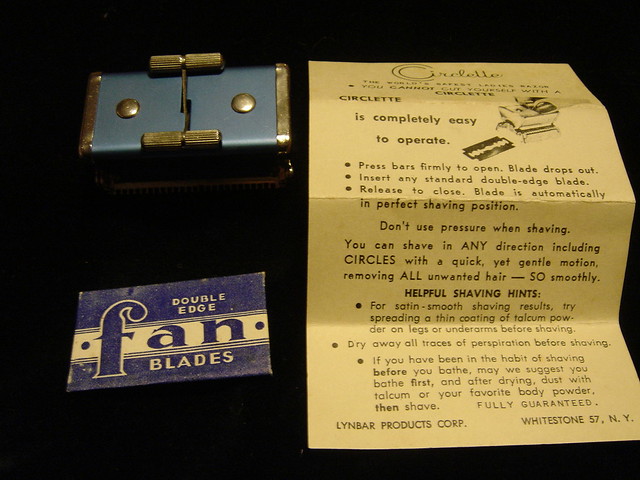 Circlette
THE WORLD'S SAFEST LADIES RAZOR
• YOU CANNOT CUT YOURSELF WITH A
CIRCLETTE
CIRCLETTE
is completely easy
to operate.
• Press bars firmly to open. Blade drops out.
• Insert any standard double-edge blade.
• Release to close. Blade is automatically
in perfect shaving position.
Don't use pressure when shaving.
You can shave in ANY direction including
CIRCLES with a quick, yet gentle motion,
removing ALL unwanted hair — SO smoothly.
HELPFUL SHAVING HINTS:
• For satin-smooth shaving results, try
spreading a thin coating of talcum pow-
der on legs or underarms before shaving.
• Dry away all traces of perspiration before shaving.
• If you have been in the habit of shaving
before you bathe, may we suggest you
bathe first, and after drying, dust with
talcum or your favorite body powder,
then shave. FULLY GUARANTEED.
LYNBAR PRODUCTS CORP. WHITESTONE 57, N. Y.
DOUBLE
EDGE
• fan •
BLADES